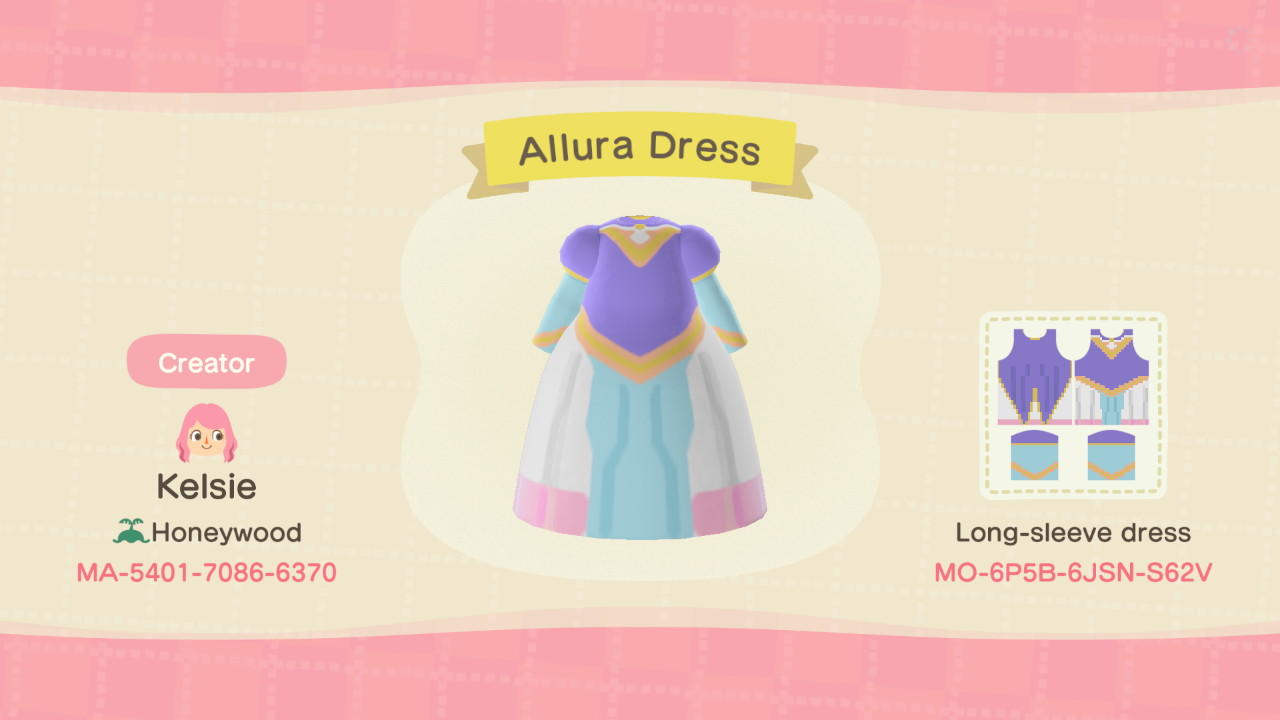 Allura Dress
Creator
Kelsie
Honeywood
MA-5401-7086-6370
Long-sleeve dress
MO-6P5B-6JSN-S62V